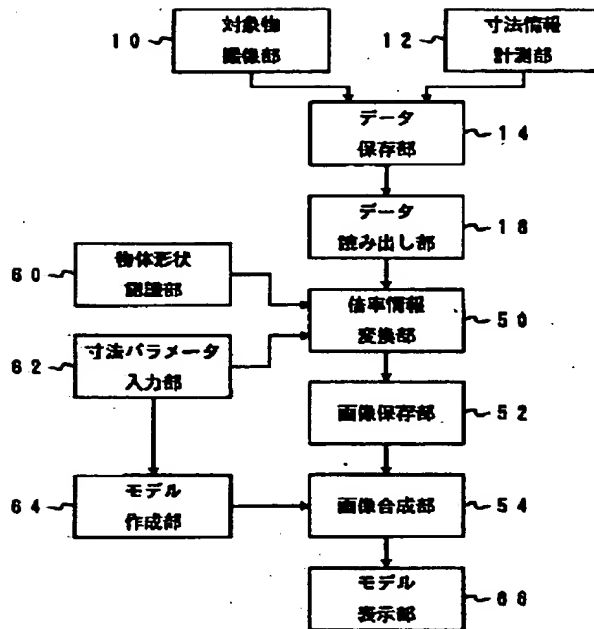 10
対象物
撮像部
12
寸法情報
計測部
データ
保存部
14
データ
読み出し部
18
60
物体形状
認識部
倍率情報
変換部
50
62
寸法パラメータ
入力部
画像保存部
52
64
モデル
作成部
画像合成部
54
モデル
表示部
66